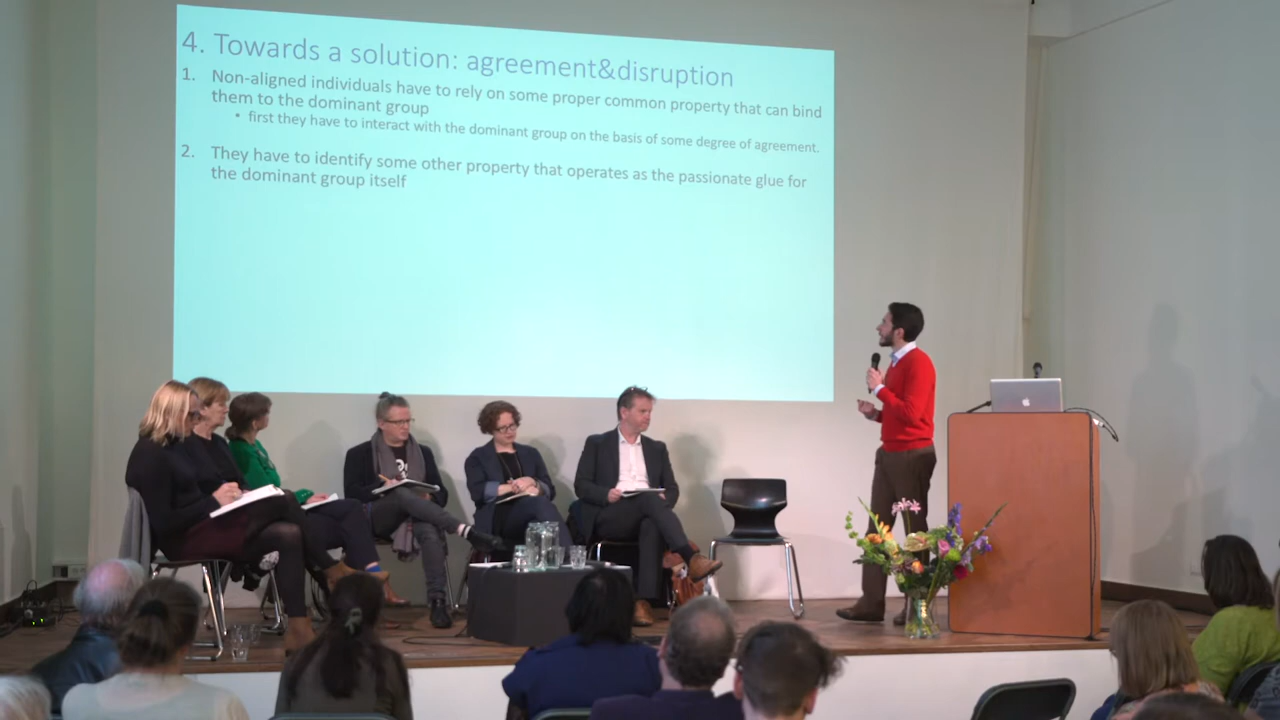 4. Towards a solution: agreement&disruption
1. Non-aligned individuals have to rely on some proper common property that can bind
them to the dominant group
• first they have to interact with the dominant group on the basis of some degree of agreement.
2. They have to identify some other property that operates as the passionate glue for
the dominant group itself